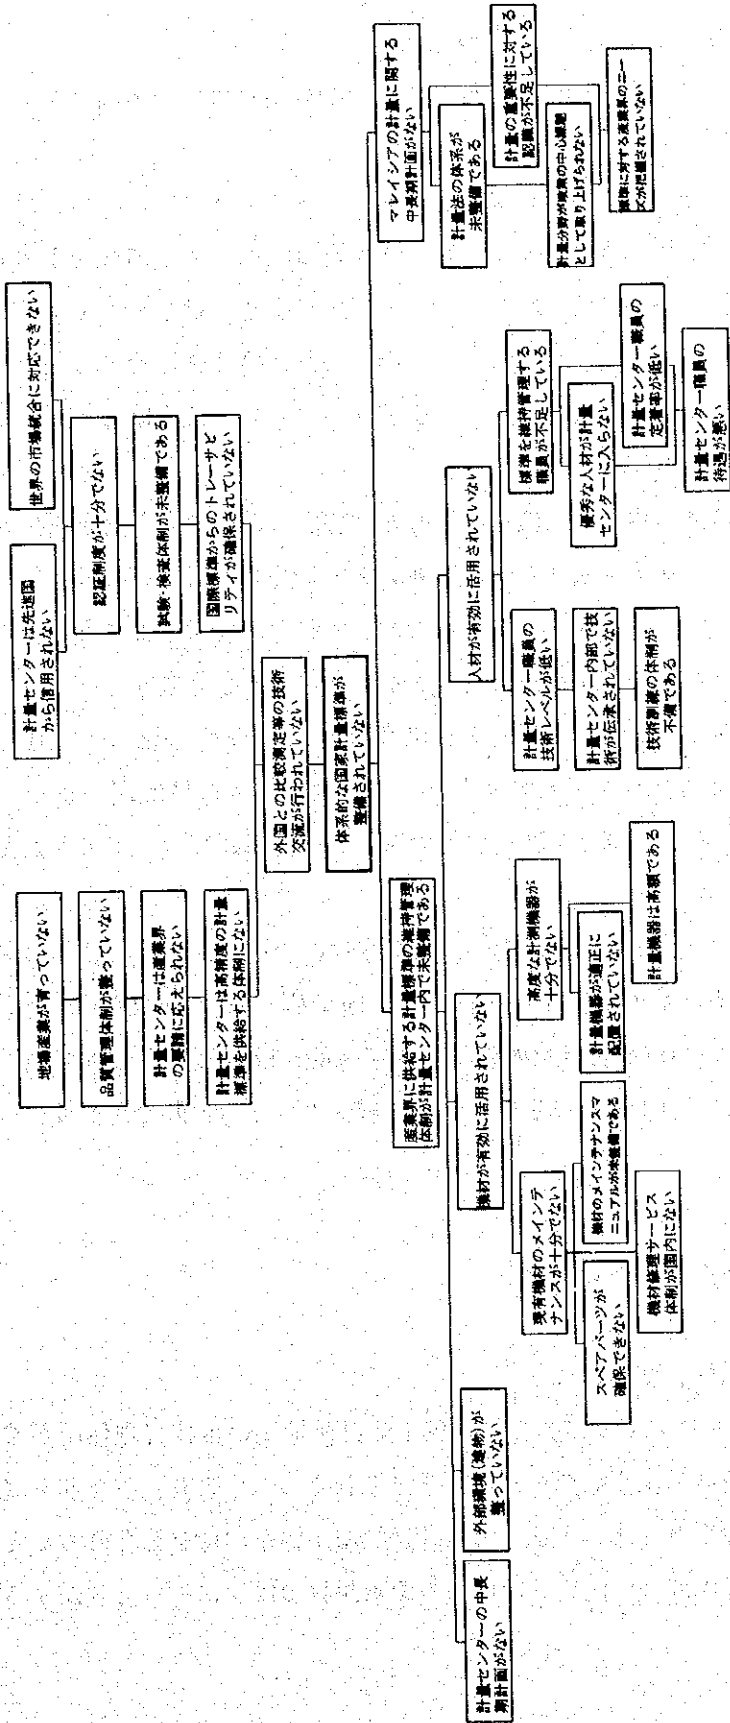 地場産業が育っていない
計量センターは先進国
から信用されない
世界の市場統合に対応できない
品質管理体制が整っていない
認証制度が十分でない
計量センターは産業界
の要請に応えられない
試験・検査体制が未整備である
計量センターは高精度の計量
標準を供給する体制にない
国際標準からのトレーサビ
リティが確保されていない
外国との比較測定等の技術
交流が行われていない
体系的な国家計量標準が
整備されていない
産業界に供給する計量標準の維持管理
体制が計量センター内で未整備である
マレイシアの計量に関する
中長期計画がない
計量センターの中長
期計画がない
外部環境(建物)が
整っていない
機材が有効に活用されていない
人材が有効に活用されていない
計量法の体系が
未整備である
計量の重要性に対する
認識が不足している
現有機材のメインテ
ナンスが十分でない
高度な計測機器が
十分でない
計量センター職員の
技術レベルが低い
標準を維持管理する
職員が不足している
計量分野が政策の中心課題
として取り上げられない
スペアパーツが
確保できない
機材のメインテナンスマ
ニュアルが未整備である
計量機器が適正に
配置されていない
計量センター内部で技
術が伝承されていない
優秀な人材が計量
センターに入らない
計量センター職員の
定着率が低い
標準に対する産業界のニー
ズが把握されていない
機材修理サービス
体制が国内にない
計量機器は高額である
技術訓練の体制が
不備である
計量センター職員の
待遇が悪い